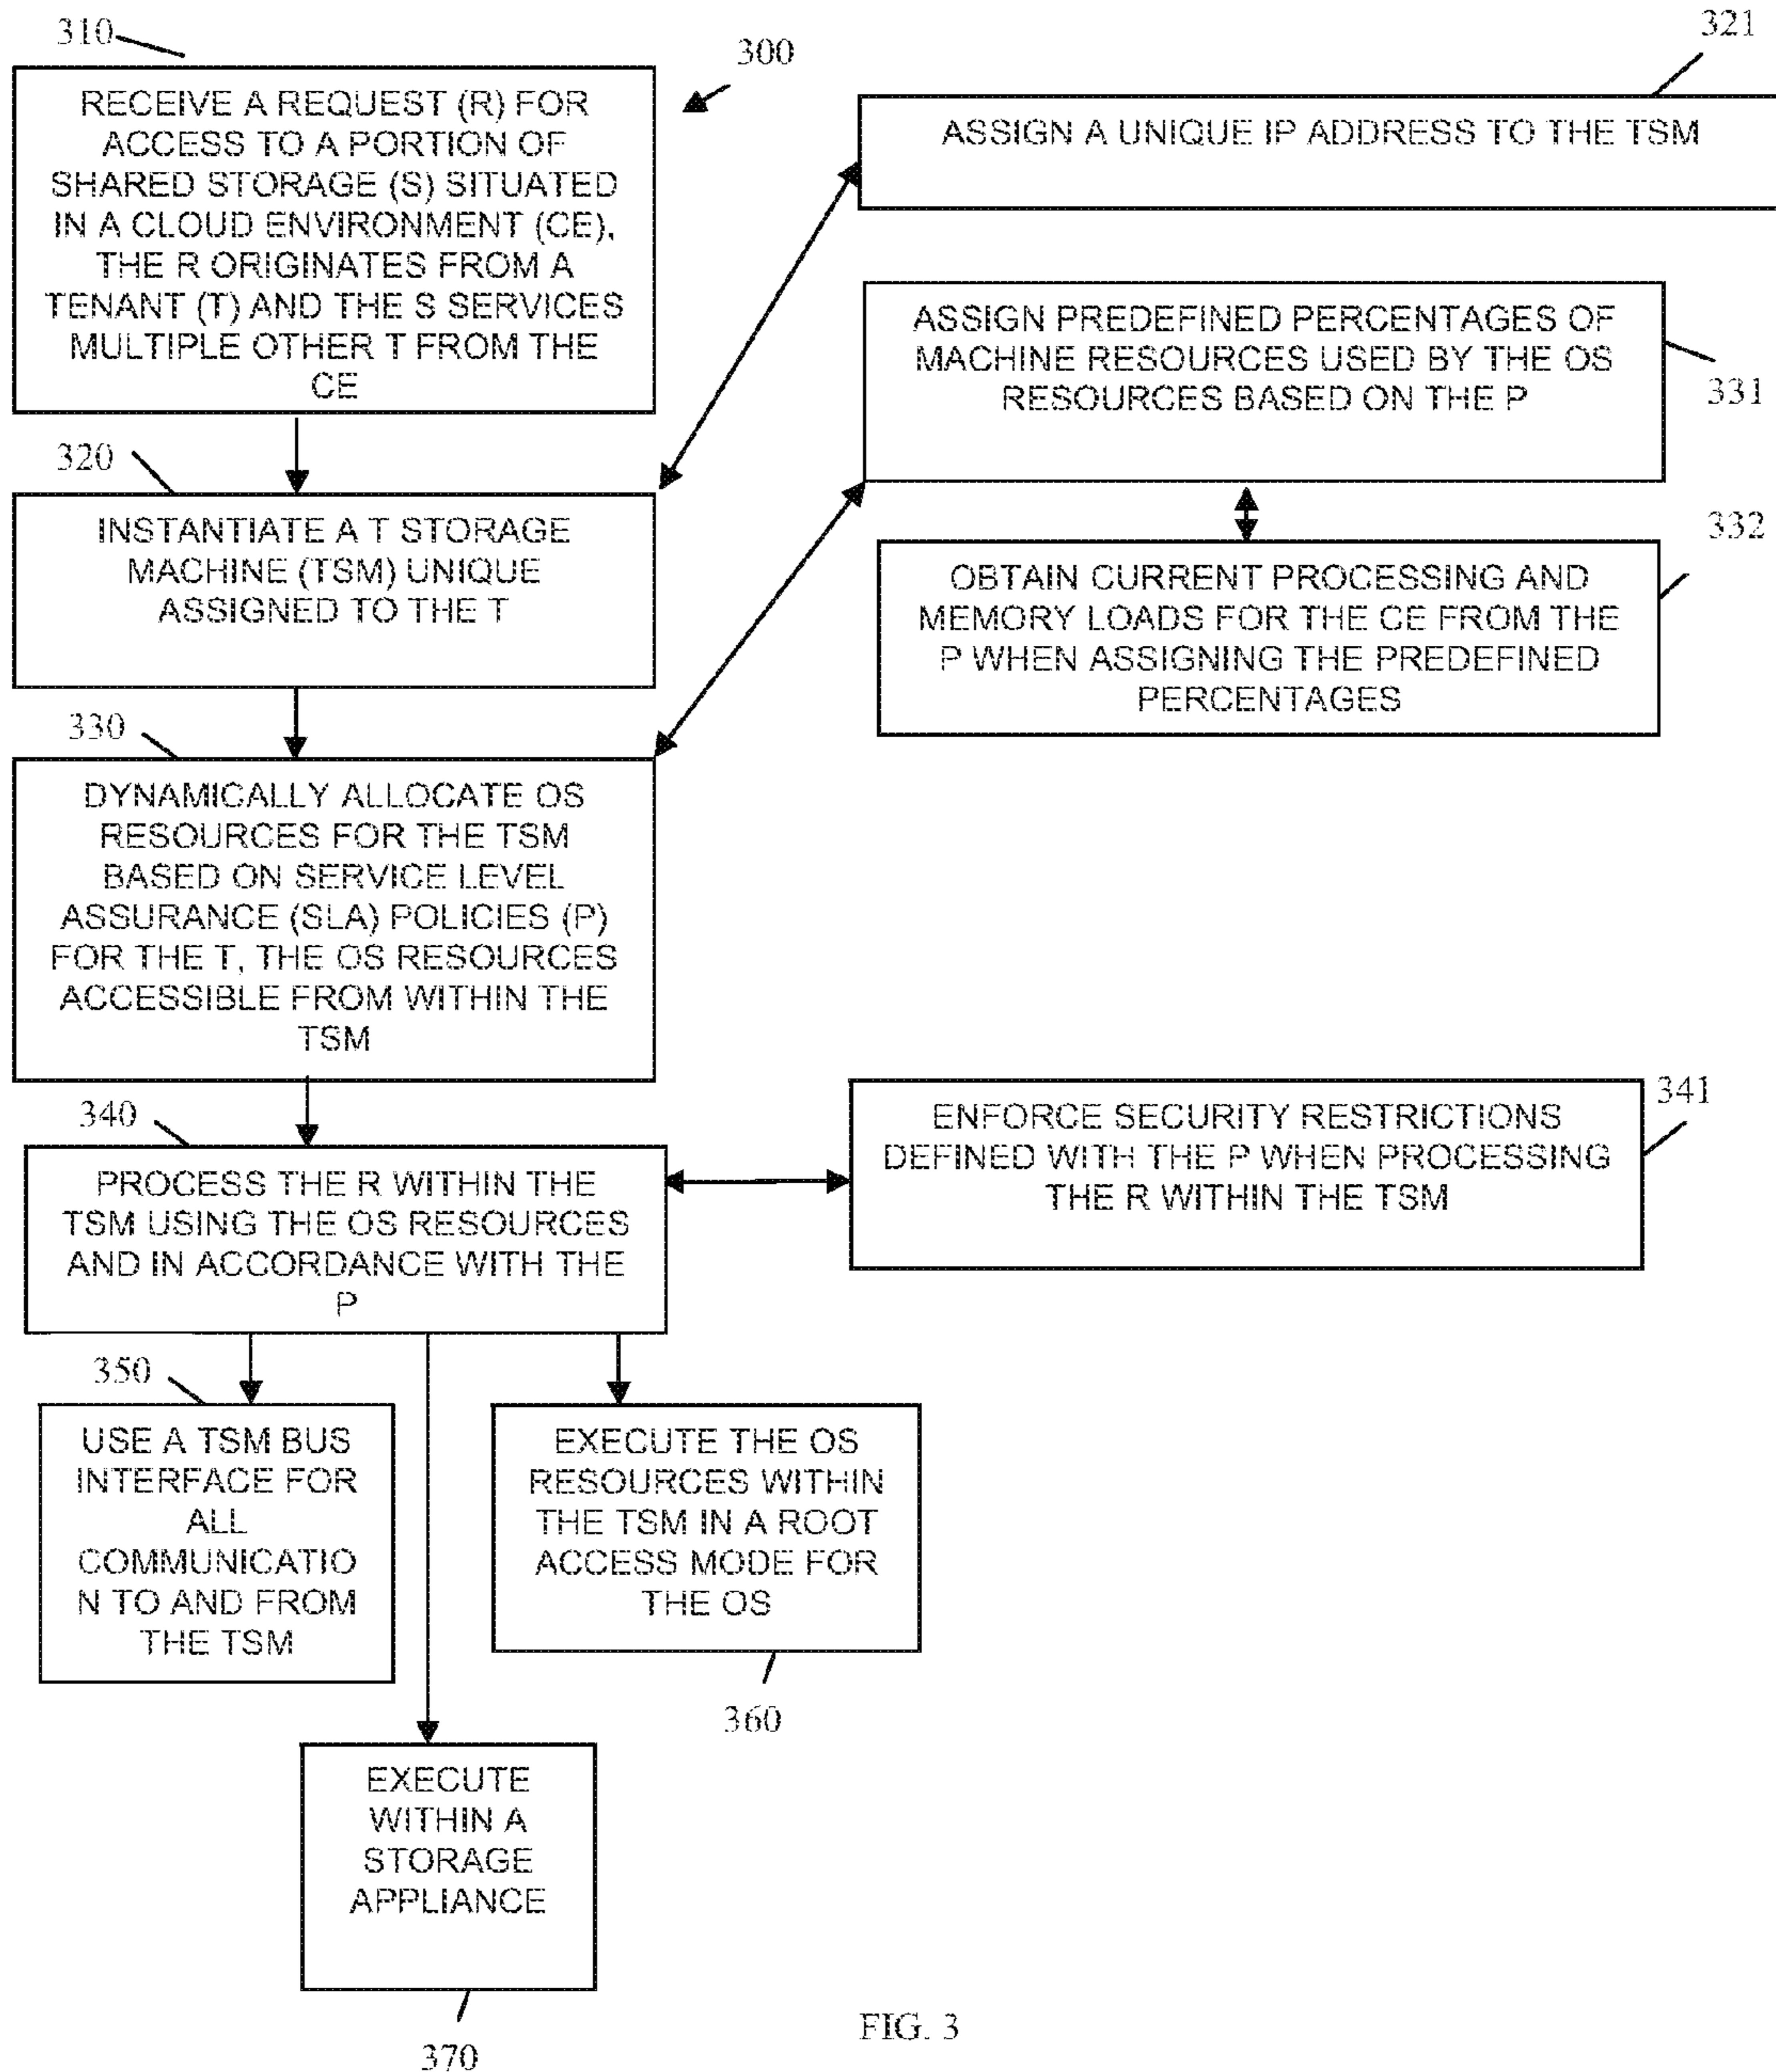 310
300
RECEIVE A REQUEST (R) FOR
ACCESS TO A PORTION OF
SHARED STORAGE (S) SITUATED
IN A CLOUD ENVIRONMENT (CE),
THE R ORIGINATES FROM A
TENANT (T) AND THE S SERVICES
MULTIPLE OTHER T FROM THE
CE
321
ASSIGN A UNIQUE IP ADDRESS TO THE TSM
ASSIGN PREDEFINED PERCENTAGES OF
MACHINE RESOURCES USED BY THE OS
RESOURCES BASED ON THE P
331
320
INSTANTIATE A T STORAGE
MACHINE (TSM) UNIQUE
ASSIGNED TO THE T
332
OBTAIN CURRENT PROCESSING AND
MEMORY LOADS FOR THE CE FROM THE
P WHEN ASSIGNING THE PREDEFINED
PERCENTAGES
330
DYNAMICALLY ALLOCATE OS
RESOURCES FOR THE TSM
BASED ON SERVICE LEVEL
ASSURANCE (SLA) POLICIES (P)
FOR THE T, THE OS RESOURCES
ACCESSIBLE FROM WITHIN THE
TSM
340
PROCESS THE R WITHIN THE
TSM USING THE OS RESOURCES
AND IN ACCORDANCE WITH THE
P
341
ENFORCE SECURITY RESTRICTIONS
DEFINED WITH THE P WHEN PROCESSING
THE R WITHIN THE TSM
350
USE A TSM BUS
INTERFACE FOR
ALL
COMMUNICATIO
N TO AND FROM
THE TSM
EXECUTE THE OS
RESOURCES WITHIN
THE TSM IN A ROOT
ACCESS MODE FOR
THE OS
360
EXECUTE
WITHIN A
STORAGE
APPLIANCE
370
FIG. 3